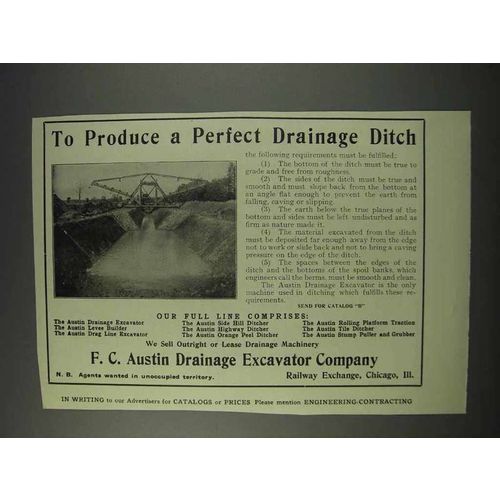 To Produce a Perfect Drainage Ditch
the following requirements must be fulfilled:
(1) The bottom of the ditch must be true to
grade and free from roughness.
(2) The sides of the ditch must be true and
smooth and must slope back from the bottom at
an angle flat enough to prevent the earth from
falling, caving or slipping.
(3) The earth below the true planes of the
bottom and sides must be left undisturbed and as
firm as nature made it.
(4) The material excavated from the ditch
must be deposited far enough away from the edge
not to work or slide back and not to bring a caving
pressure on the edge of the ditch.
(5) The spaces between the edges of the
ditch and the bottoms of the spoil banks, which
engineers call the berms, must be smooth and clean.
The Austin Drainage Excavator is the only
machine used in ditching which fulfills these re-
quirements.
SEND FOR CATALOG "B"
OUR FULL LINE COMPRISES:
The Austin Drainage Excavator The Austin Side Hill Ditcher The Austin Rolling Platform Traction
The Austin Levee Builder The Austin Highway Ditcher The Austin Tile Ditcher
The Austin Drag Line Excavator The Austin Orange Peel Ditcher The Austin Stump Puller and Grubber
We Sell Outright or Lease Drainage Machinery
F. C. Austin Drainage Excavator Company
N. B. Agents wanted in unoccupied territory. Railway Exchange, Chicago, Ill.
IN WRITING to our Advertisers for CATALOGS or PRICES Please mention ENGINEERING-CONTRACTING